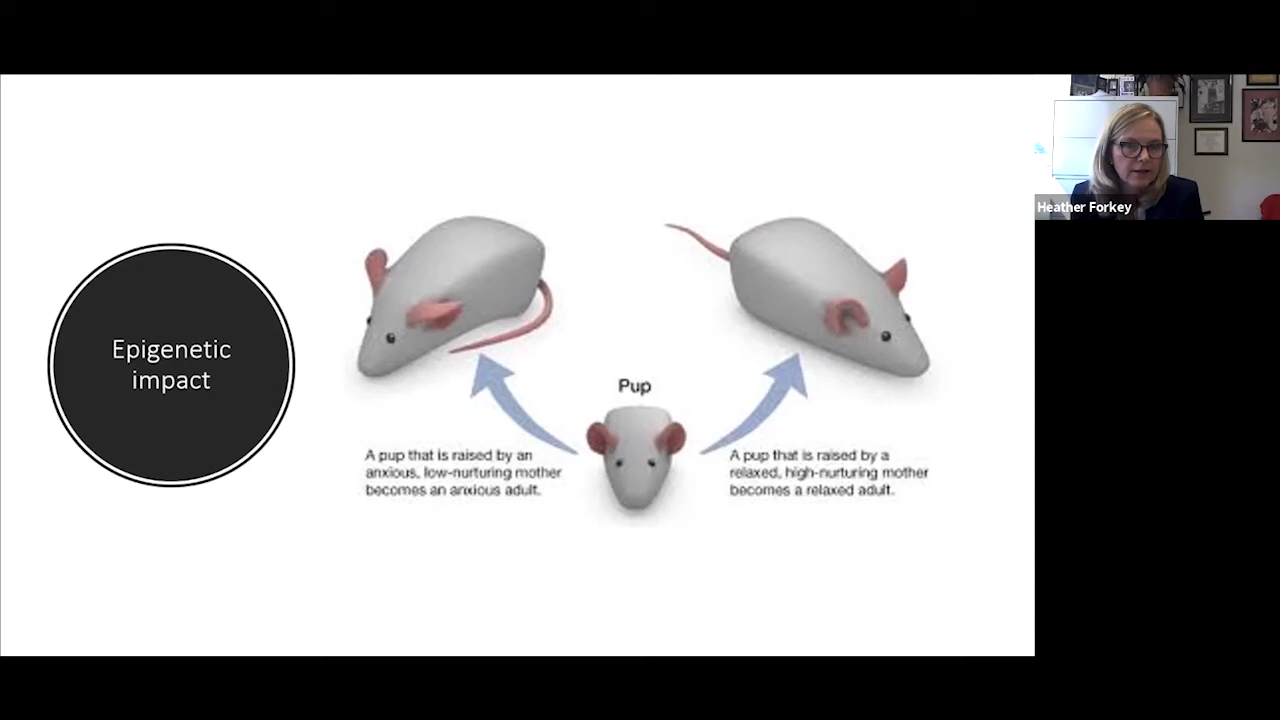 Epigenetic
impact
Pup
A pup that is raised by an
anxious, low-nurturing mother
becomes an anxious adult.
A pup that is raised by a
relaxed, high-nurturing mother
becomes a relaxed adult.
Heather Forkey